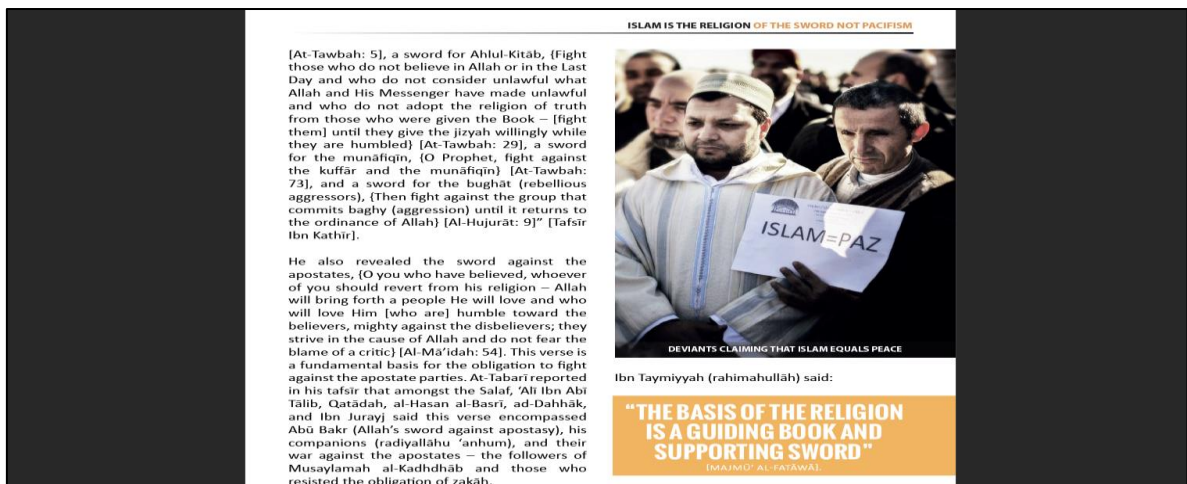 ISLAM IS THE RELIGION OF THE SWORD NOT PACIFISM
[At-Tawbah: 5], a sword for Ahlul-Kitāb, {Fight
those who do not believe in Allah or in the Last
Day and who do not consider unlawful what
Allah and His Messenger have made unlawful
and who do not adopt the religion of truth
from those who were given the Book – [fight
them] until they give the jizyah willingly while
they are humbled} [At-Tawbah: 29], a sword
for the munāfiqīn, {O Prophet, fight against
the kuffār and the munāfiqīn} [At-Tawbah:
73], and a sword for the bughāt (rebellious
aggressors), {Then fight against the group that
commits baghy (aggression) until it returns to
the ordinance of Allah} [Al-Hujurāt: 9]” [Tafsīr
Ibn Kathīr].
He also revealed the sword against the
apostates, {O you who have believed, whoever
of you should revert from his religion – Allah
will bring forth a people He will love and who
will love Him [who are] humble toward the
believers, mighty against the disbelievers; they
strive in the cause of Allah and do not fear the
blame of a critic} [Al-Mā’idah: 54]. This verse is
a fundamental basis for the obligation to fight
against the apostate parties. At-Tabarī reported
in his tafsīr that amongst the Salaf, ‘Alī Ibn Abī
Tālib, Qatādah, al-Hasan al-Basrī, ad-Dahhāk,
and Ibn Jurayj said this verse encompassed
Abū Bakr (Allah’s sword against apostasy), his
companions (radiyallāhu ‘anhum), and their
war against the apostates – the followers of
Musaylamah al-Kadhdhāb and those who
resisted the obligation of zakāh.
ISLAM=PAZ
DEVIANTS CLAIMING THAT ISLAM EQUALS PEACE
Ibn Taymiyyah (rahimahullāh) said:
“THE BASIS OF THE RELIGION
IS A GUIDING BOOK AND
SUPPORTING SWORD”
[MAJMŪ’ AL-FATĀWĀ].